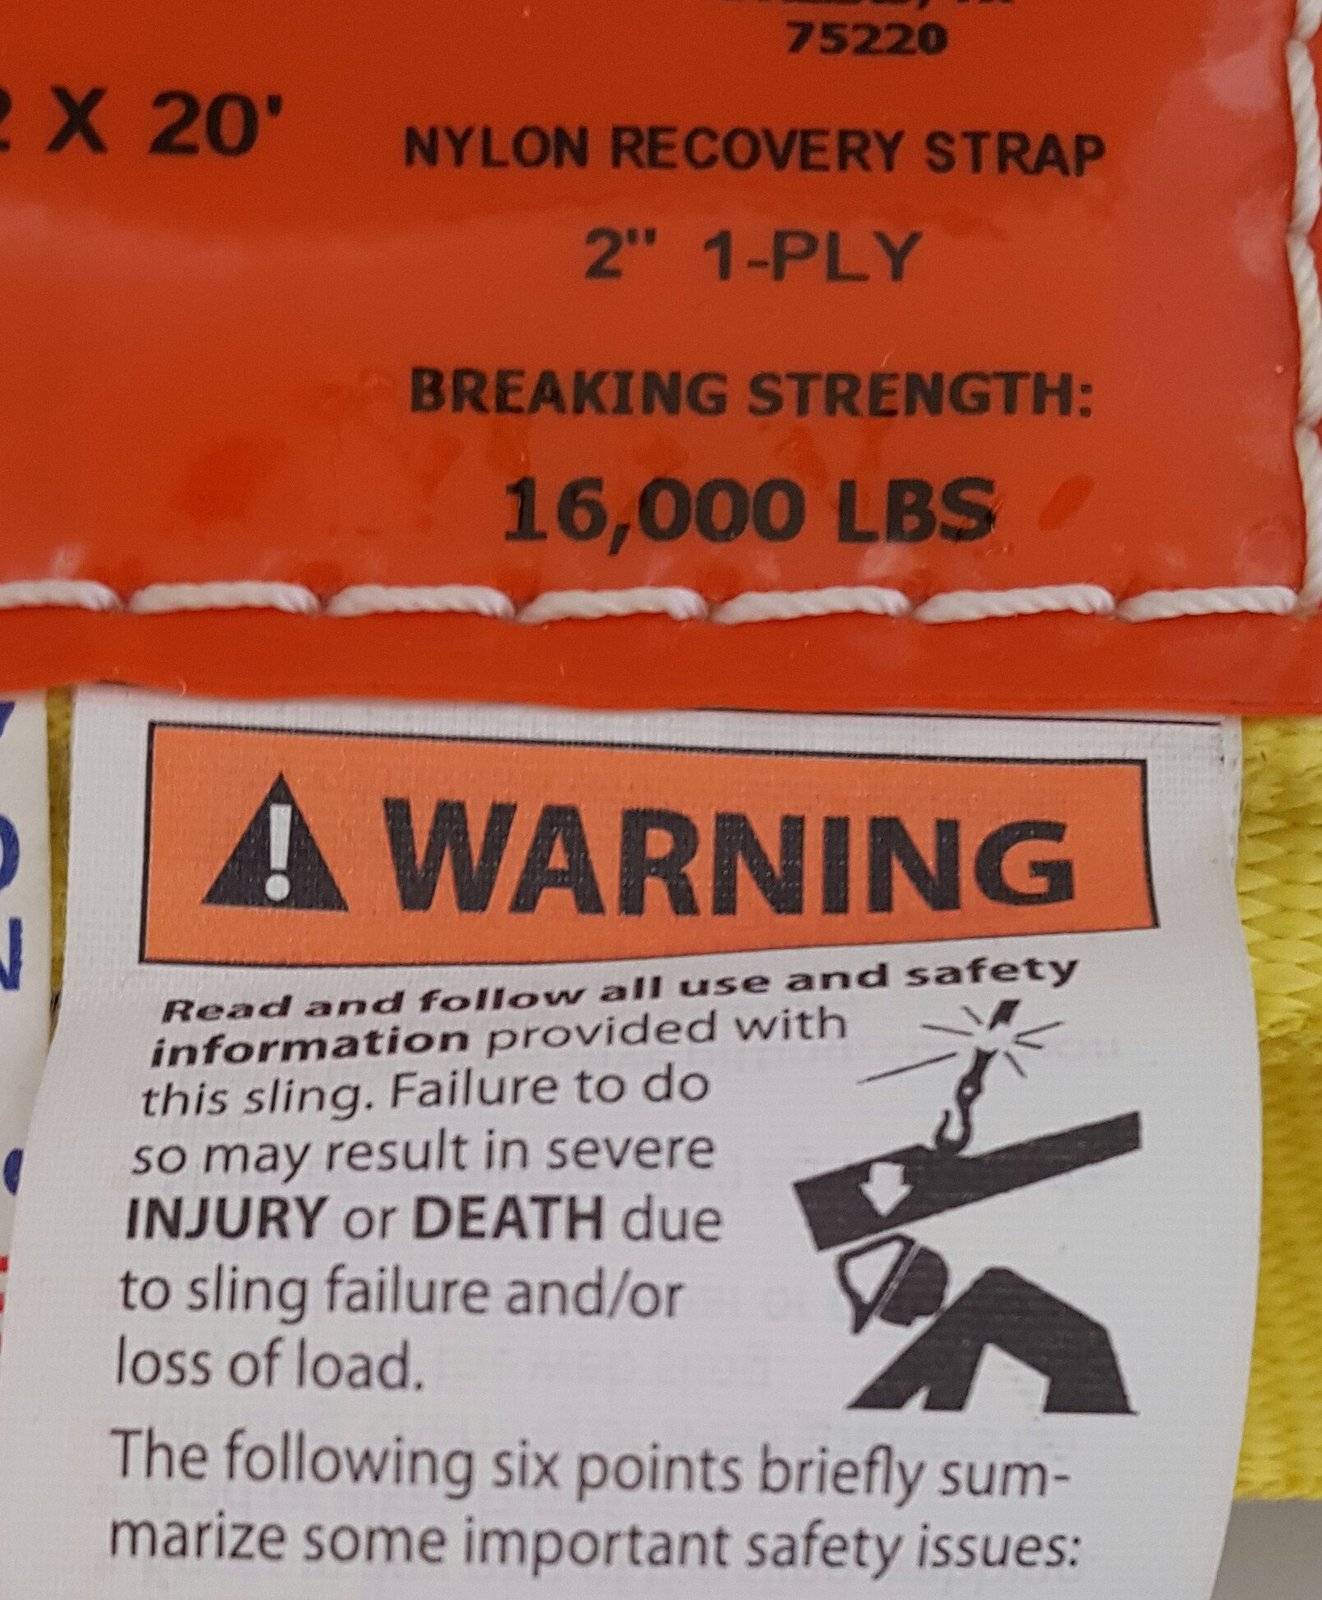 75220
2 X 20'
NYLON RECOVERY STRAP
2" 1-PLY
BREAKING STRENGTH:
16,000 LBS
WARNING
Read and follow all use and safety
information provided with
this sling. Failure to do
so may result in severe
INJURY or DEATH due
to sling failure and/or
loss of load.
The following six points briefly sum-
marize some important safety issues: